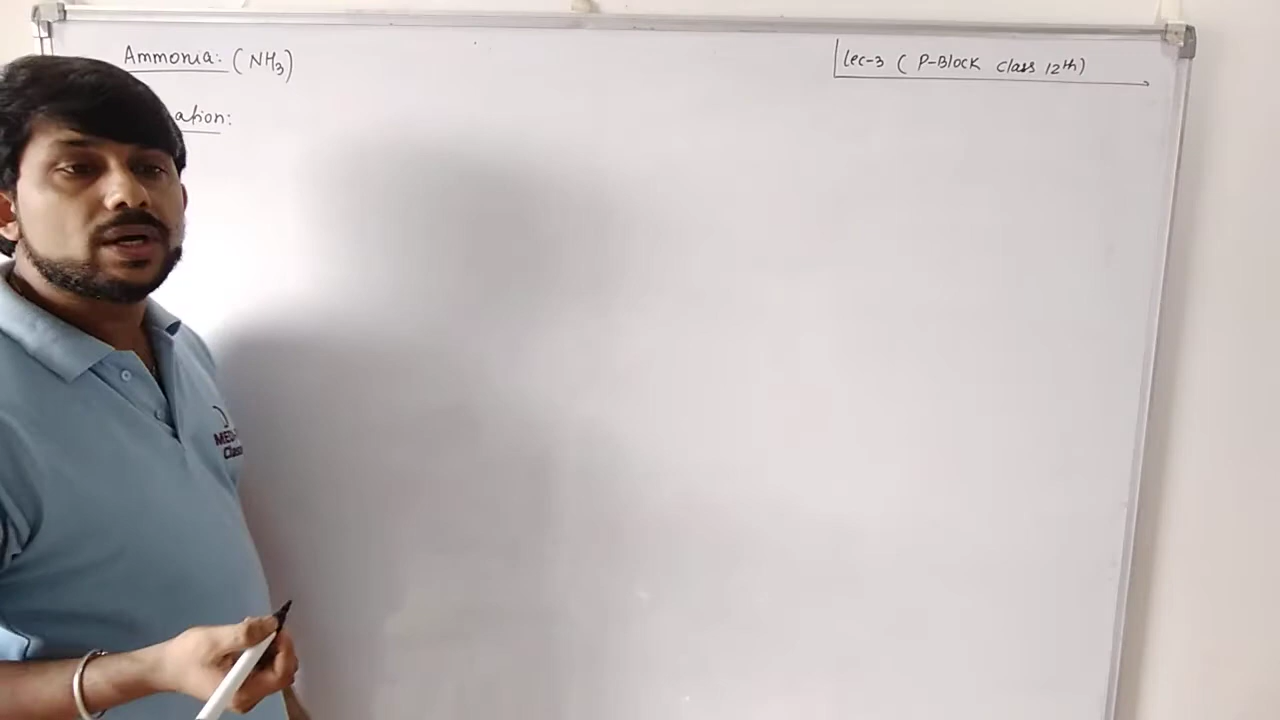 Ammonia: (NH₃)
Lec-3 ( P-Block Class 12th)
ation: